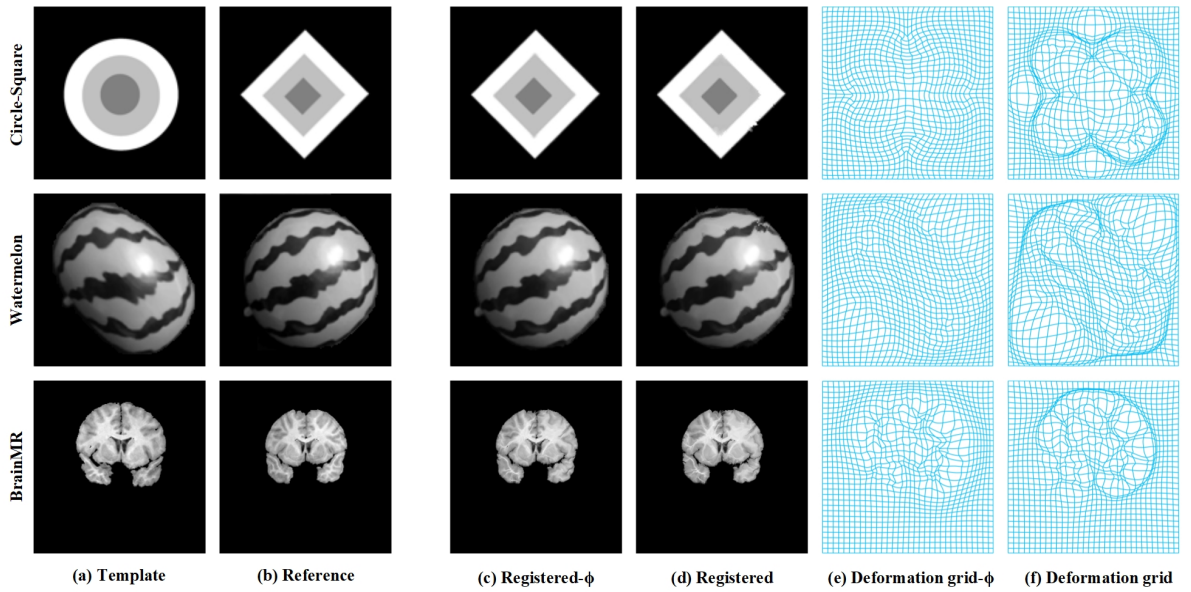 Circle-Square
Watermelon
BrainMR
(a) Template
(b) Reference
(c) Registered-ϕ
(d) Registered
(e) Deformation grid-ϕ
(f) Deformation grid